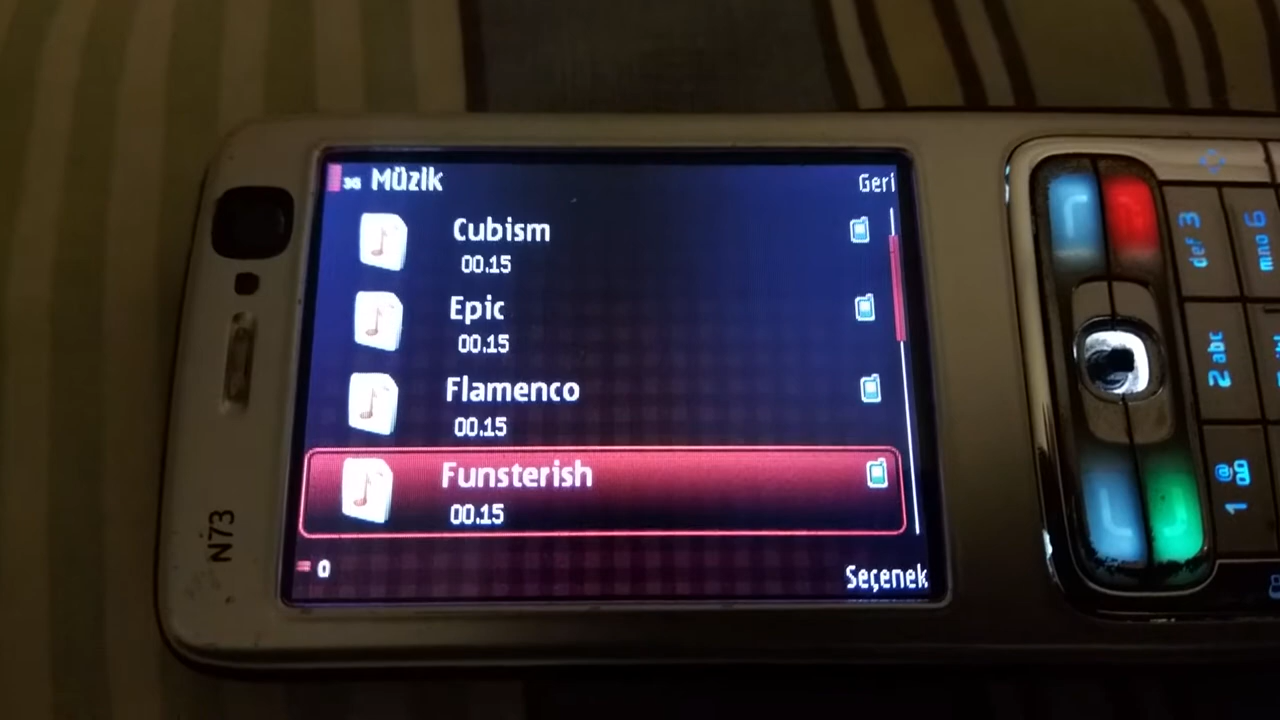 3G Müzik Geri
Cubism
00.15
Epic
00.15
Flamenco
00.15
Funsterish
00.15
Seçenek
N73
def 3
mno 6
2 abc
1 @